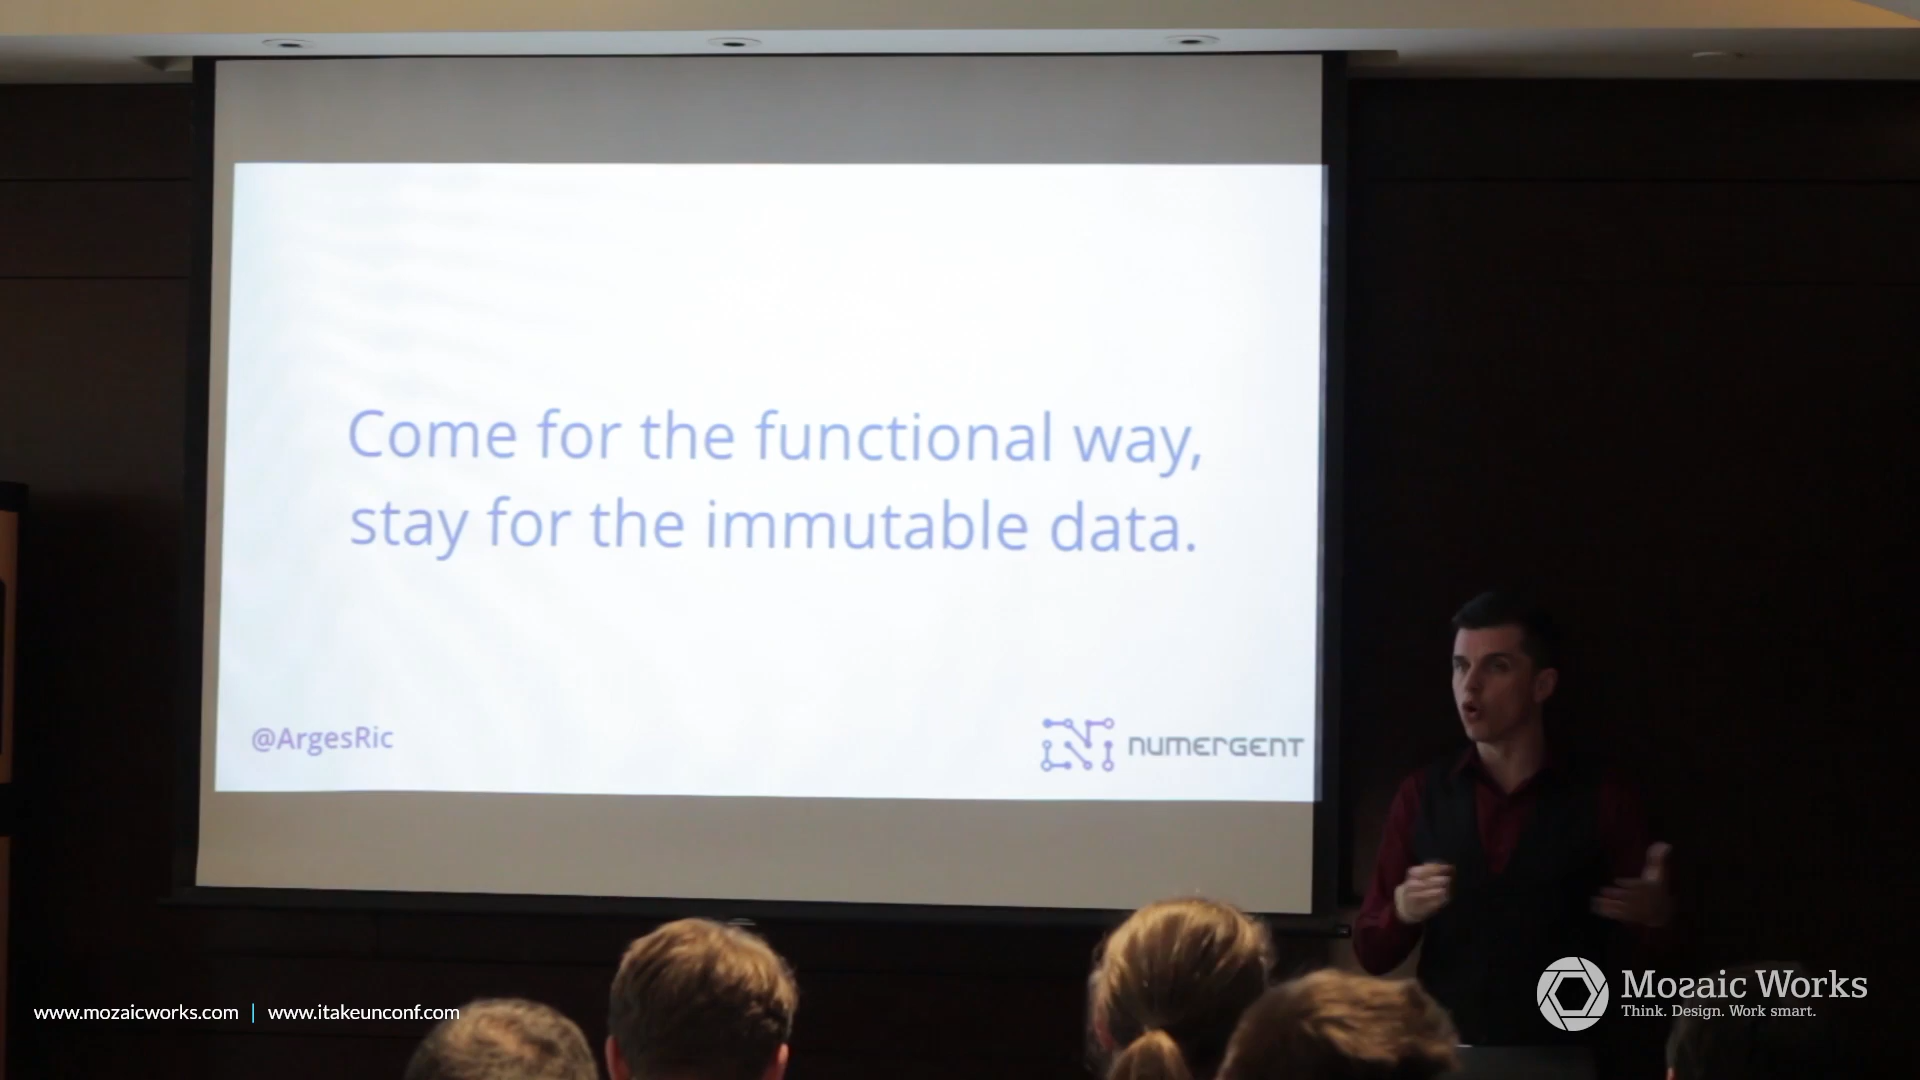 Come for the functional way,
stay for the immutable data.
@ArgesRic
NUMERGENT
www.mozaicworks.com | www.itakeunconf.com
Mozaic Works
Think. Design. Work smart.